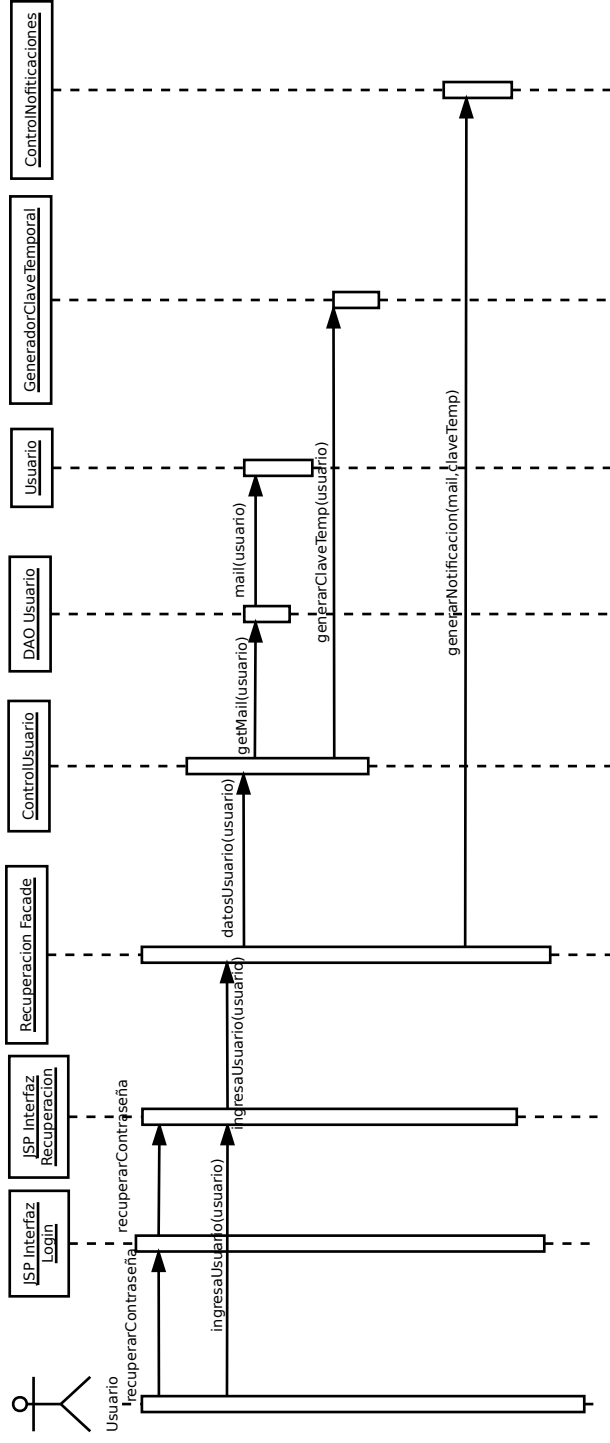 Usuario
JSP Interfaz
Login
JSP Interfaz
Recuperacion
Recuperacion Facade
ControlUsuario
DAO Usuario
Usuario
GeneradorClaveTemporal
ControlNofiticaciones
recuperarContraseña
recuperarContraseña
ingresaUsuario(usuario)
ingresaUsuario(usuario)
datosUsuario(usuario)
getMail(usuario)
mail(usuario)
generarClaveTemp(usuario)
generarNotificacion(mail,claveTemp)